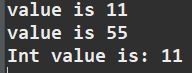 value is 11
value is 55
Int value is: 11